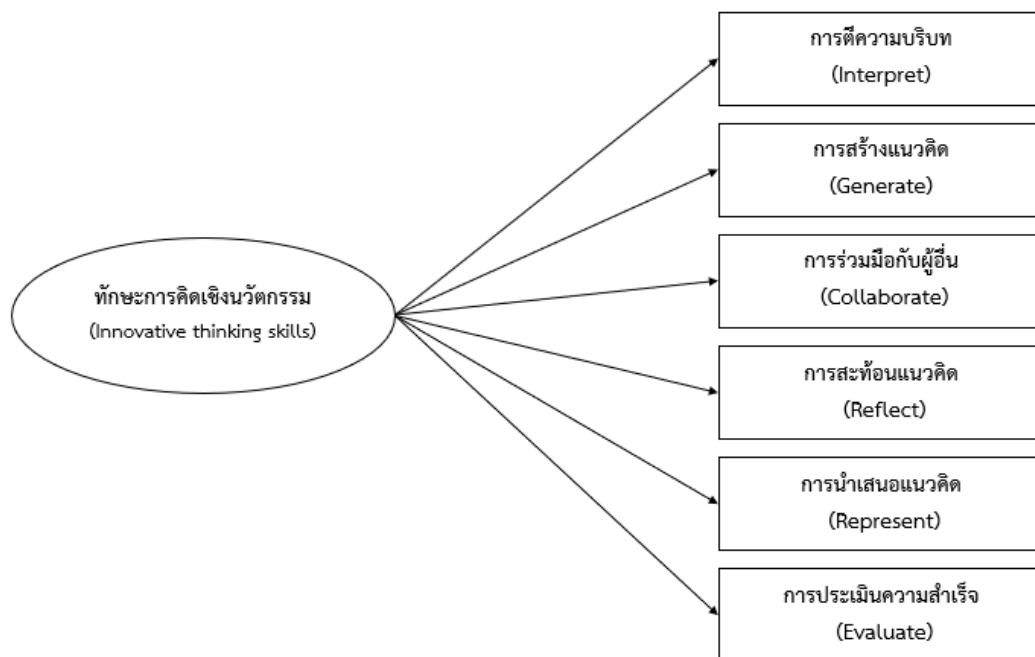 การตีความบริบท
(Interpret)
การสร้างแนวคิด
(Generate)
การร่วมมือกับผู้อื่น
(Collaborate)
ทักษะการคิดเชิงนวัตกรรม
(Innovative thinking skills)
การสะท้อนแนวคิด
(Reflect)
การนำเสนอแนวคิด
(Represent)
การประเมินความสำเร็จ
(Evaluate)